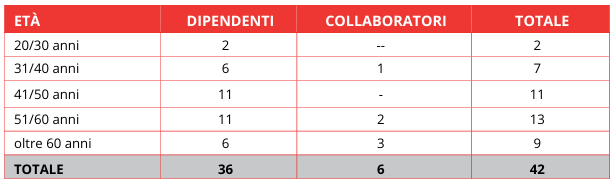 ETÀ DIPENDENTI COLLABORATORI TOTALE
20/30 anni 2 -- 2
31/40 anni 6 1 7
41/50 anni 11 - 11
51/60 anni 11 2 13
oltre 60 anni 6 3 9
TOTALE 36 6 42